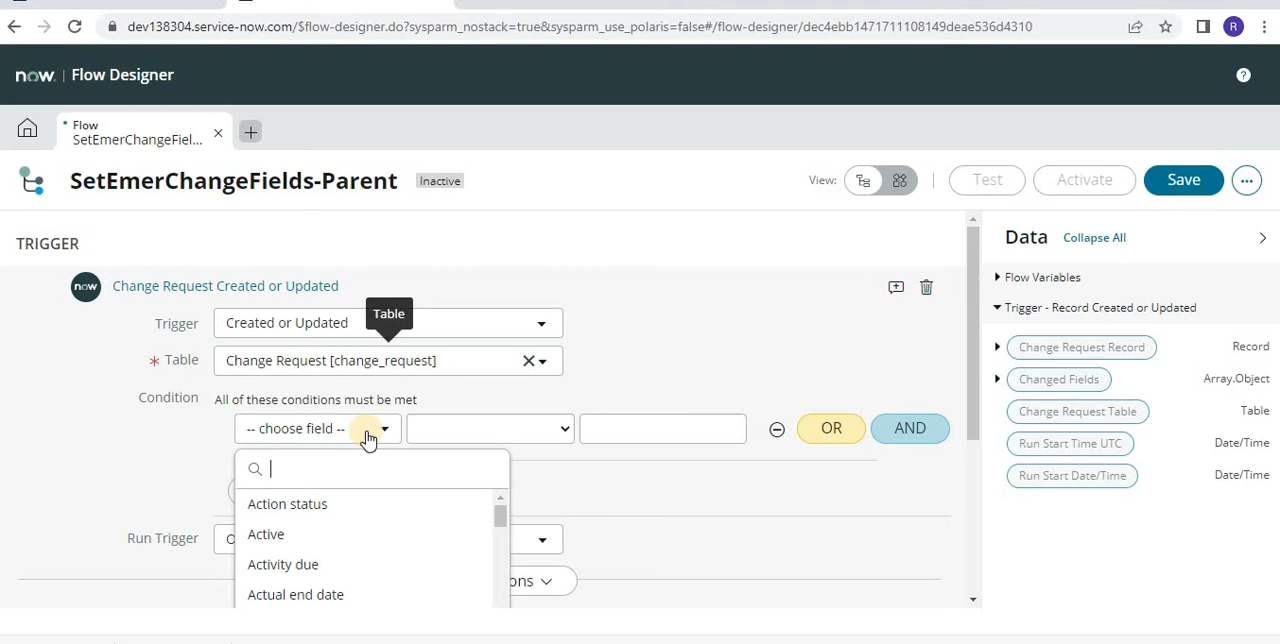 dev138304.service-now.com/$flow-designer.do?sysparm_nostack=true&sysparm_use_polaris=false#/flow-designer/dec4ebb1471711108149deae536d4310
R
now. | Flow Designer
?
Flow
SetEmerChangeFiel...
SetEmerChangeFields-Parent Inactive View: Test Activate Save
TRIGGER
Data Collapse All
now Change Request Created or Updated
Flow Variables
Trigger - Record Created or Updated
Trigger Created or Updated
Table
* Table Change Request [change_request]
Change Request Record Record
Changed Fields Array.Object
Change Request Table Table
Run Start Time UTC Date/Time
Run Start Date/Time Date/Time
Condition All of these conditions must be met
-- choose field -- OR AND
Action status
Active
Activity due
Actual end date
Run Trigger O
ons